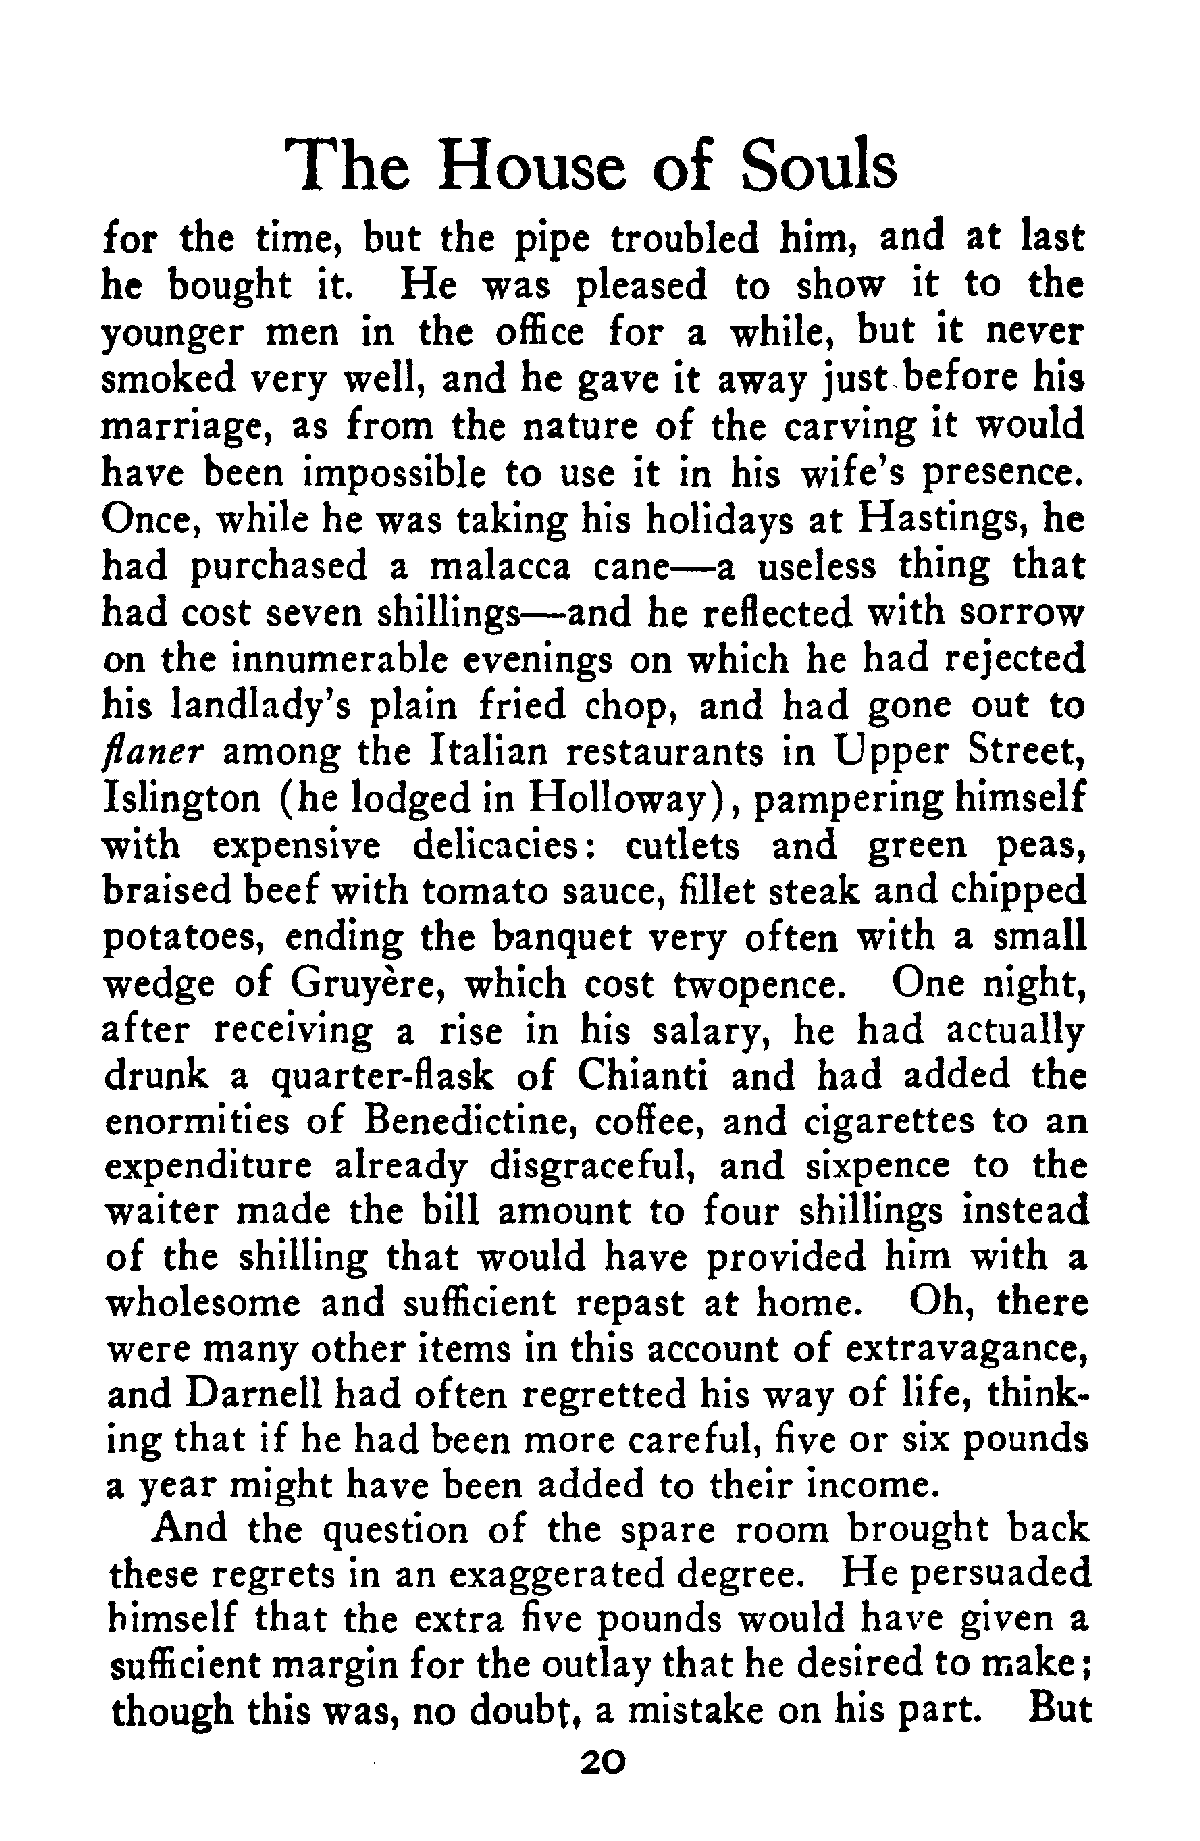 The House of Souls
for the time, but the pipe troubled him, and at last
he bought it. He was pleased to show it to the
younger men in the office for a while, but it never
smoked very well, and he gave it away just before his
marriage, as from the nature of the carving it would
have been impossible to use it in his wife's presence.
Once, while he was taking his holidays at Hastings, he
had purchased a malacca cane—a useless thing that
had cost seven shillings—and he reflected with sorrow
on the innumerable evenings on which he had rejected
his landlady's plain fried chop, and had gone out to
flaner among the Italian restaurants in Upper Street,
Islington (he lodged in Holloway), pampering himself
with expensive delicacies: cutlets and green peas,
braised beef with tomato sauce, fillet steak and chipped
potatoes, ending the banquet very often with a small
wedge of Gruyère, which cost twopence. One night,
after receiving a rise in his salary, he had actually
drunk a quarter-flask of Chianti and had added the
enormities of Benedictine, coffee, and cigarettes to an
expenditure already disgraceful, and sixpence to the
waiter made the bill amount to four shillings instead
of the shilling that would have provided him with a
wholesome and sufficient repast at home. Oh, there
were many other items in this account of extravagance,
and Darnell had often regretted his way of life, think-
ing that if he had been more careful, five or six pounds
a year might have been added to their income.
And the question of the spare room brought back
these regrets in an exaggerated degree. He persuaded
himself that the extra five pounds would have given a
sufficient margin for the outlay that he desired to make;
though this was, no doubt, a mistake on his part. But
20